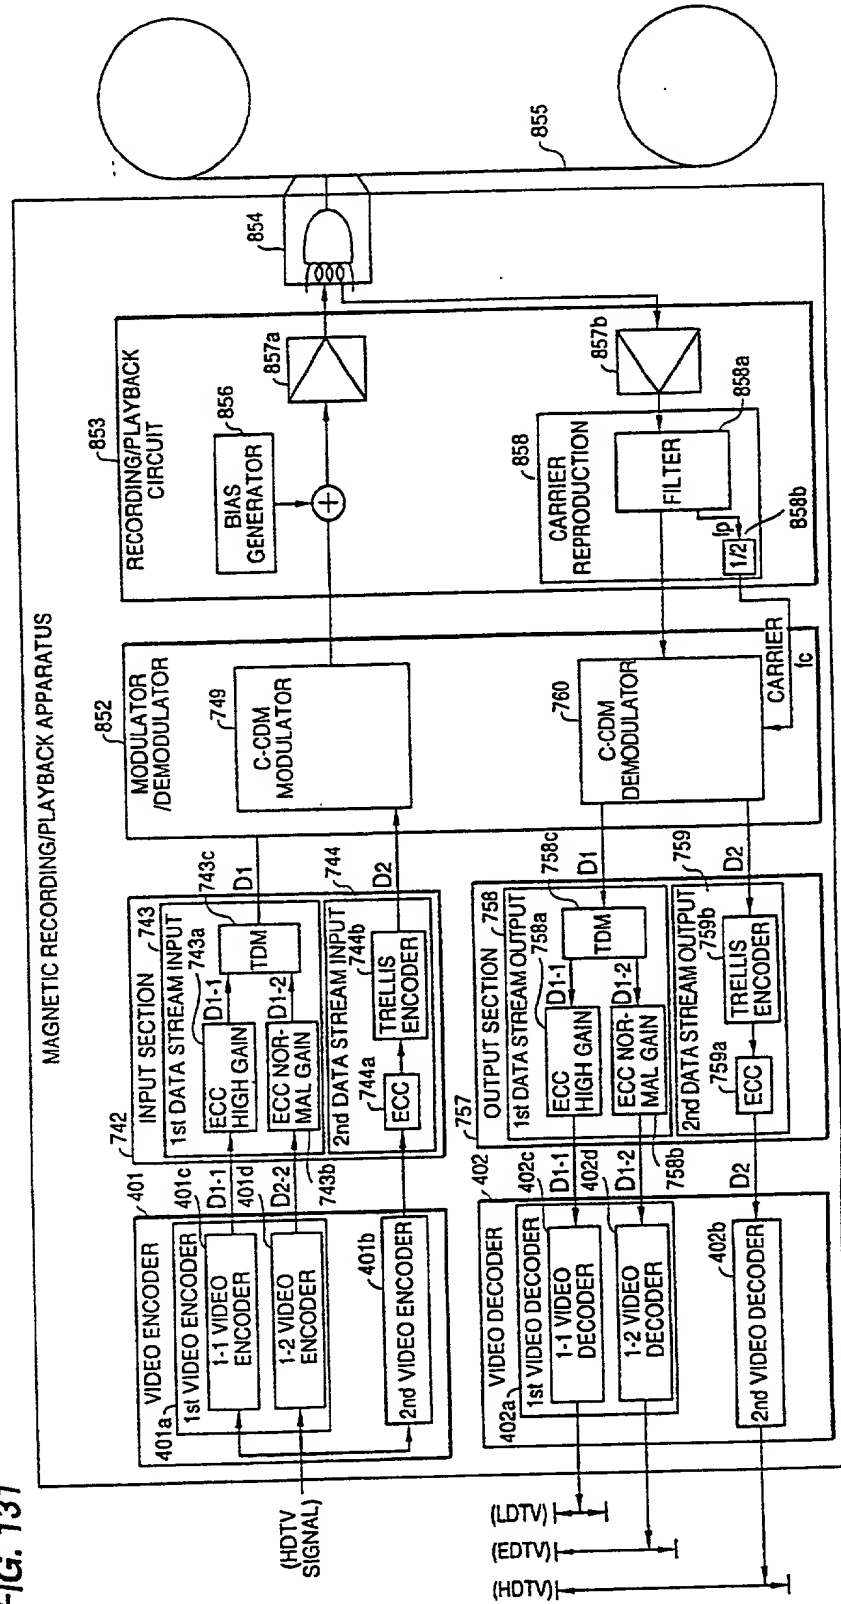 FIG. 131
MAGNETIC RECORDING/PLAYBACK APPARATUS
(HDTV
SIGNAL)
401
VIDEO ENCODER
401a
1st VIDEO ENCODER
401c
1-1 VIDEO
ENCODER
401d
1-2 VIDEO
ENCODER
401b
2nd VIDEO ENCODER
D1-1
D2-2
742
INPUT SECTION
743
1st DATA STREAM INPUT
743a
ECC
HIGH GAIN
743b
ECC NOR-
MAL GAIN
D1-1
D1-2
743c
TDM
744
2nd DATA STREAM INPUT
744a
ECC
744b
TRELLIS
ENCODER
D1
D2
852
MODULATOR
/DEMODULATOR
749
C-CDM
MODULATOR
853
RECORDING/PLAYBACK
CIRCUIT
856
BIAS
GENERATOR
+
857a
854
855
857b
858
CARRIER
REPRODUCTION
858a
FILTER
fp
1/2
858b
CARRIER
fc
760
C-CDM
DEMODULATOR
D1
D2
757
OUTPUT SECTION
758
1st DATA STREAM OUTPUT
758a
ECC
HIGH GAIN
758b
ECC NOR-
MAL GAIN
D1-1
D1-2
758c
TDM
759
2nd DATA STREAM OUTPUT
759a
ECC
759b
TRELLIS
ENCODER
D1-1
D1-2
D2
402
VIDEO DECODER
402a
1st VIDEO DECODER
402c
1-1 VIDEO
DECODER
402d
1-2 VIDEO
DECODER
402b
2nd VIDEO DECODER
(LDTV)
(EDTV)
(HDTV)